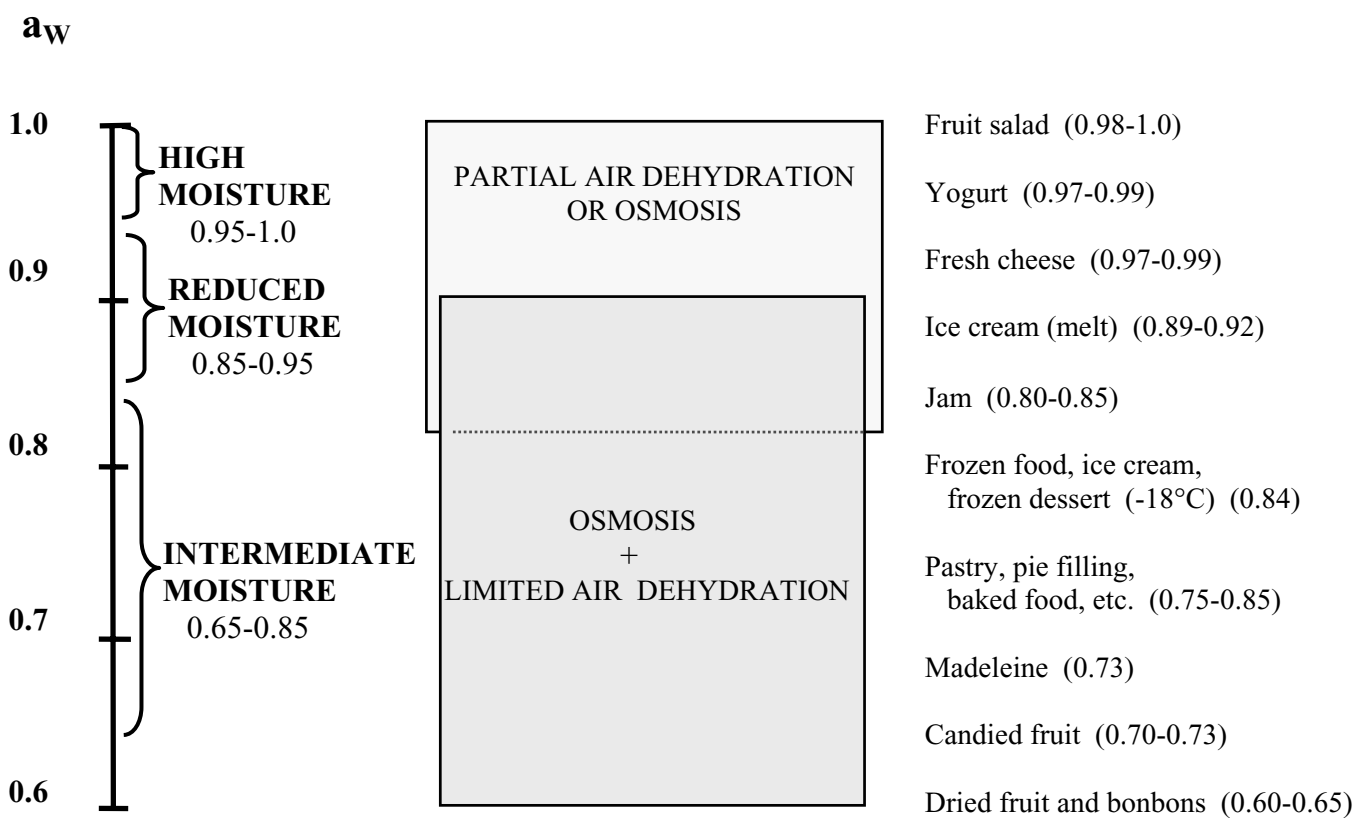 aW
1.0
0.9
0.8
0.7
0.6
HIGH
MOISTURE
0.95-1.0
REDUCED
MOISTURE
0.85-0.95
INTERMEDIATE
MOISTURE
0.65-0.85
PARTIAL AIR DEHYDRATION
OR OSMOSIS
OSMOSIS
+
LIMITED AIR DEHYDRATION
Fruit salad (0.98-1.0)
Yogurt (0.97-0.99)
Fresh cheese (0.97-0.99)
Ice cream (melt) (0.89-0.92)
Jam (0.80-0.85)
Frozen food, ice cream,
frozen dessert (-18°C) (0.84)
Pastry, pie filling,
baked food, etc. (0.75-0.85)
Madeleine (0.73)
Candied fruit (0.70-0.73)
Dried fruit and bonbons (0.60-0.65)